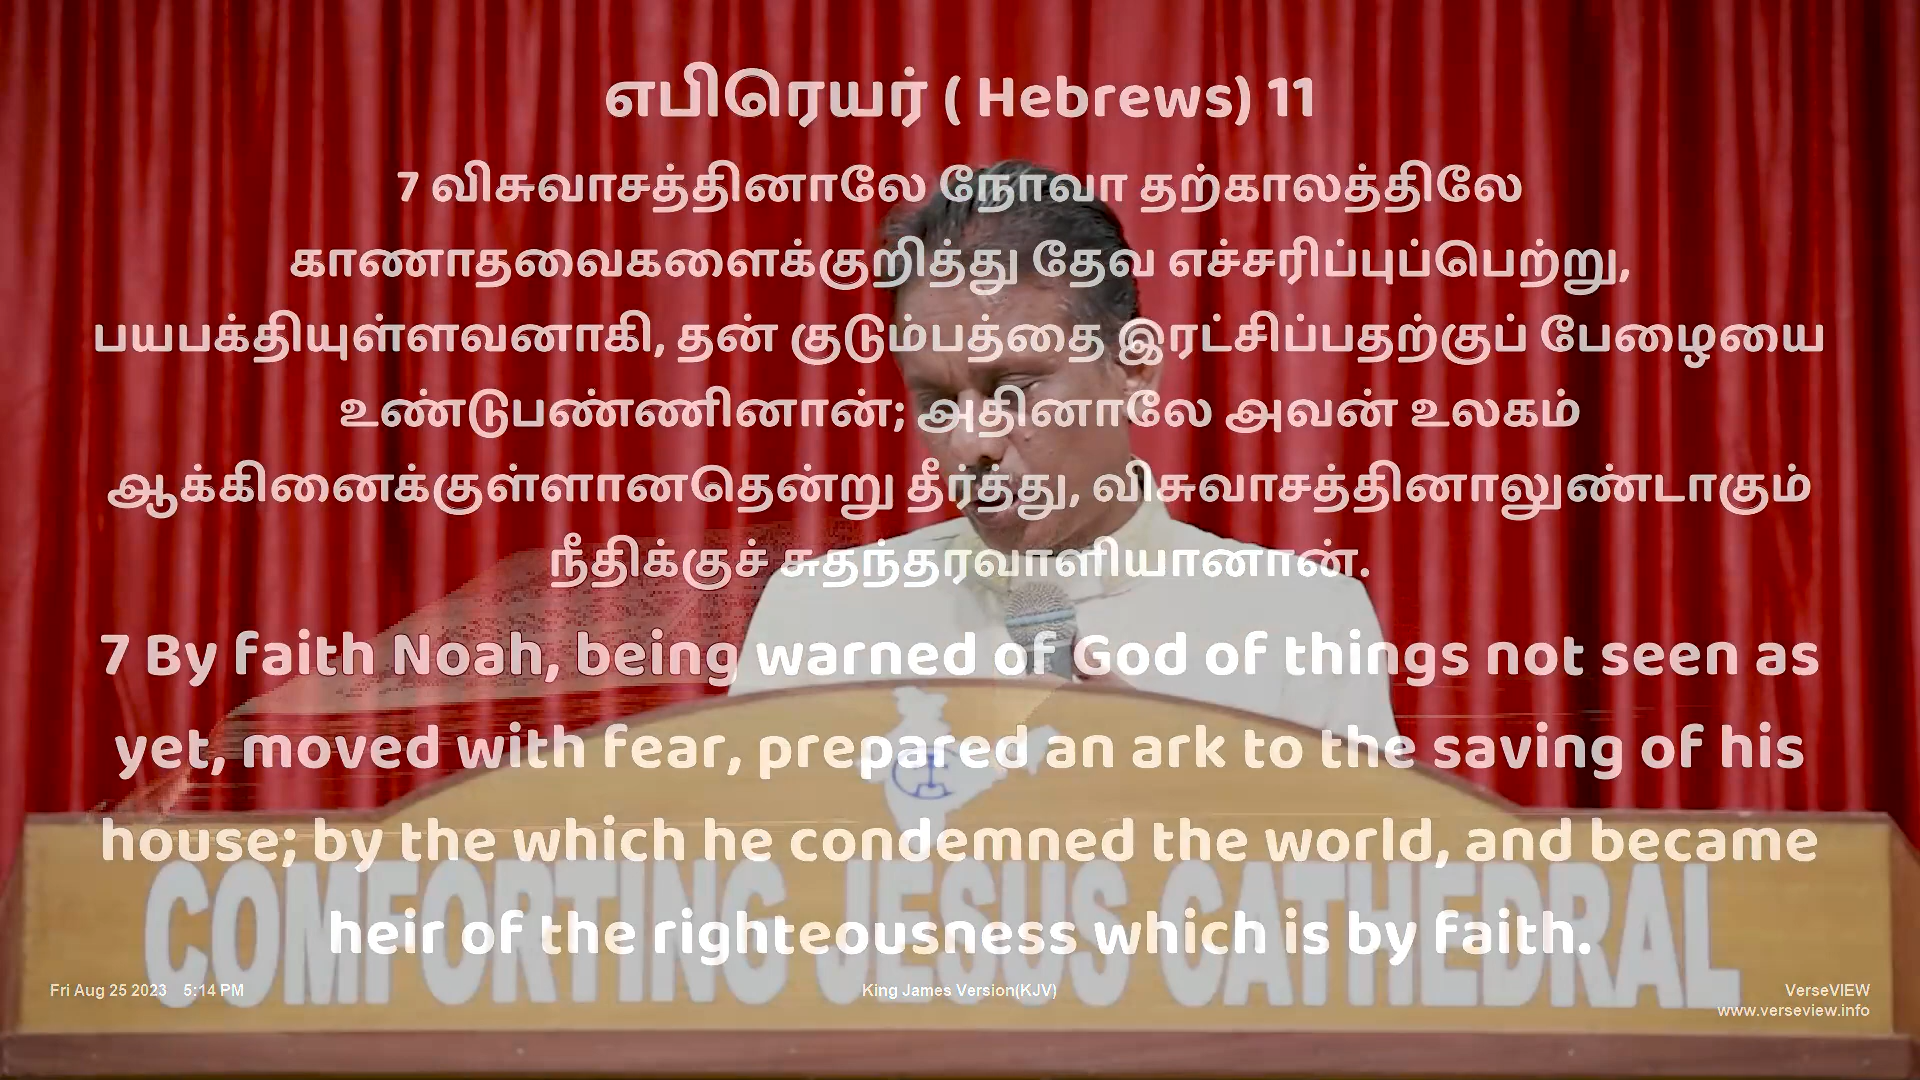 எபிரெயர் ( Hebrews) 11
7 விசுவாசத்தினாலே நோவா தற்காலத்திலே
காணாதவைகளைக்குறித்து தேவ எச்சரிப்புப்பெற்று,
பயபக்தியுள்ளவனாகி, தன் குடும்பத்தை இரட்சிப்பதற்குப் பேழையை
உண்டுபண்ணினான்; அதினாலே அவன் உலகம்
ஆக்கினைக்குள்ளானதென்று தீர்த்து, விசுவாசத்தினாலுண்டாகும்
நீதிக்குச் சுதந்தரவாளியானான்.
7 By faith Noah, being warned of God of things not seen as
yet, moved with fear, prepared an ark to the saving of his
house; by the which he condemned the world, and became
heir of the righteousness which is by faith.
COMFORTING JESUS CATHEDRAL
Fri Aug 25 2023 5:14 PM
King James Version(KJV)
VerseVIEW
www.verseview.info